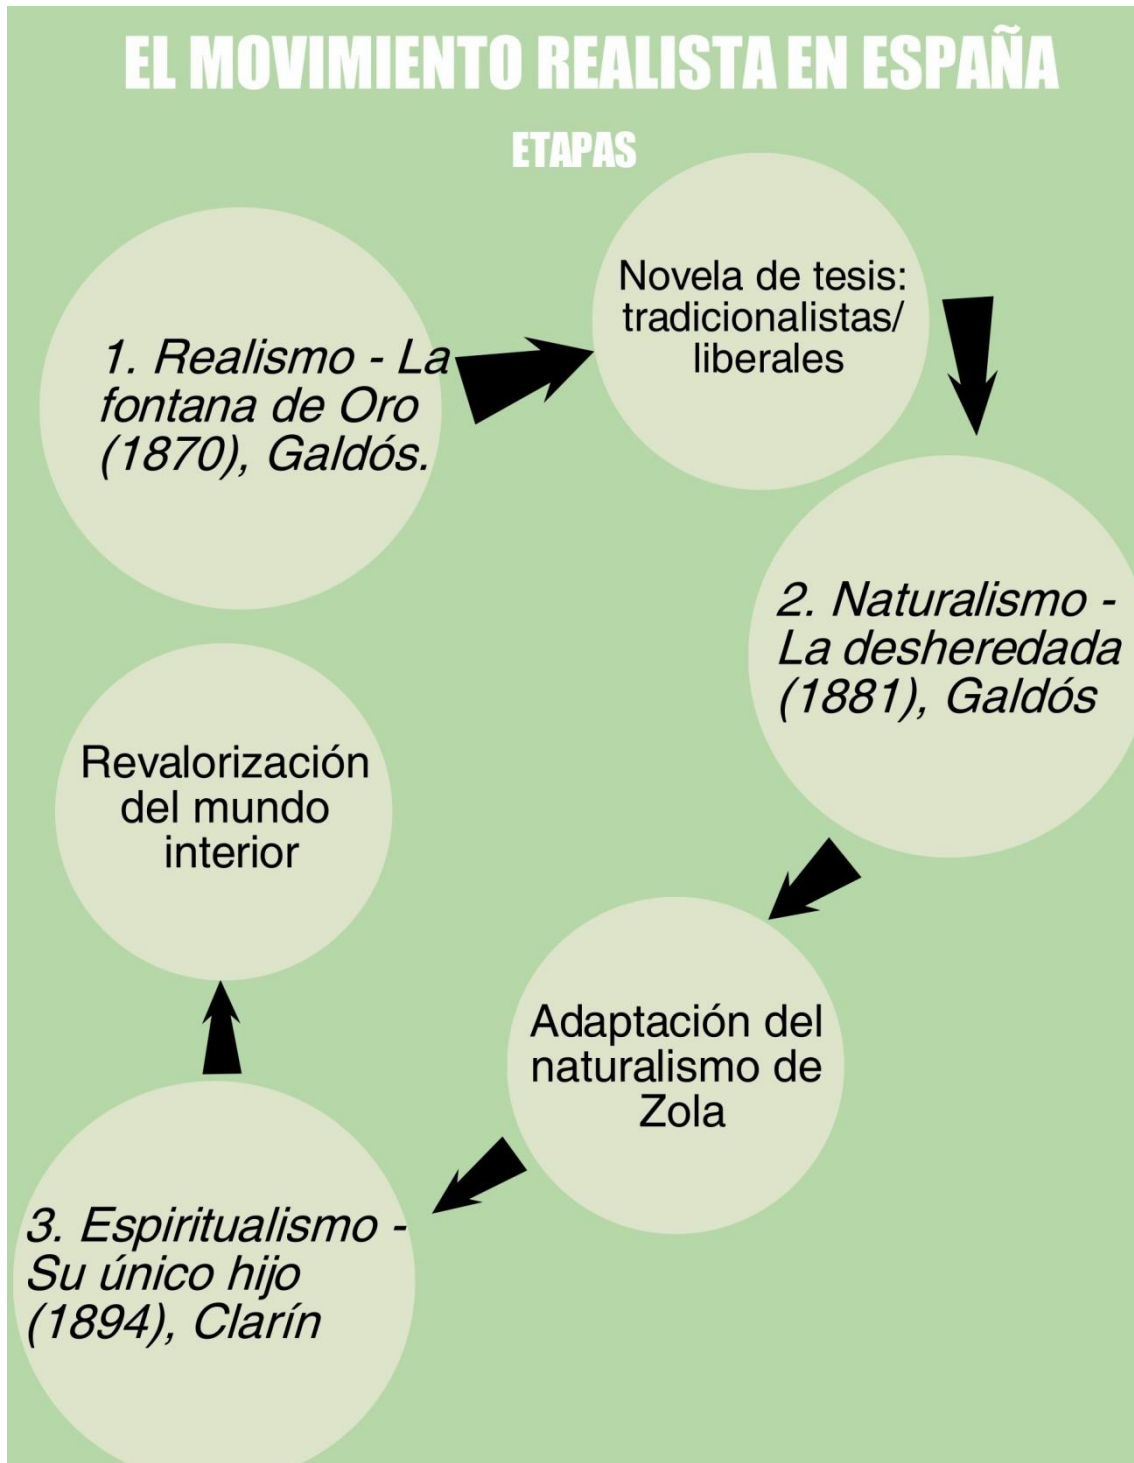 EL MOVIMIENTO REALISTA EN ESPAÑA
ETAPAS
1. Realismo - La
fontana de Oro
(1870), Galdós.
Novela de tesis:
tradicionalistas/
liberales
2. Naturalismo -
La desheredada
(1881), Galdós
Adaptación del
naturalismo de
Zola
3. Espiritualismo -
Su único hijo
(1894), Clarín
Revalorización
del mundo
interior